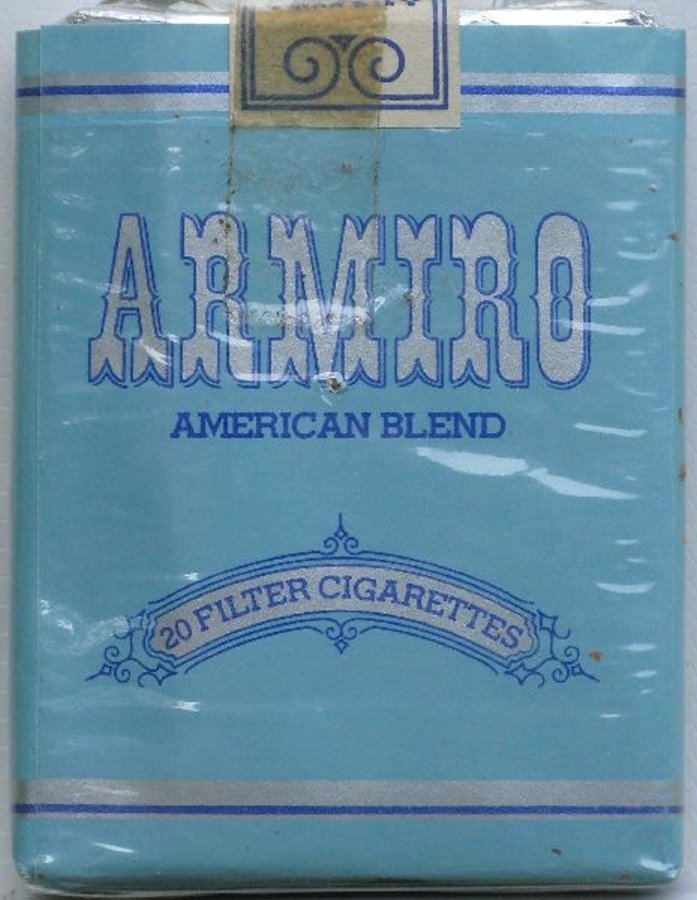 ARMIRO
AMERICAN BLEND
20 FILTER CIGARETTES